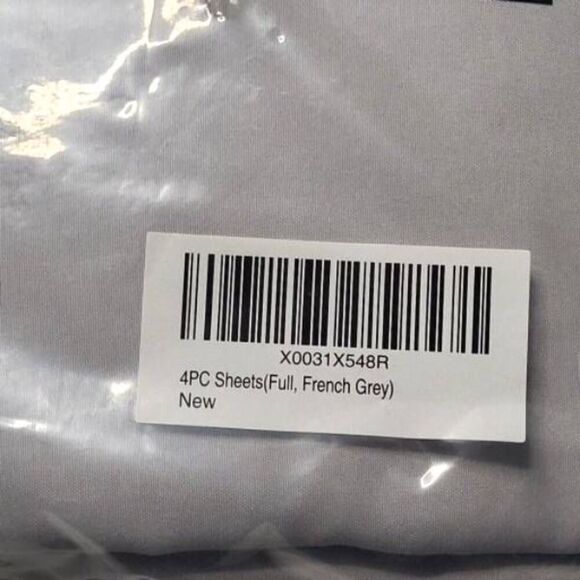 X0031X548R
4PC Sheets(Full, French Grey)
New